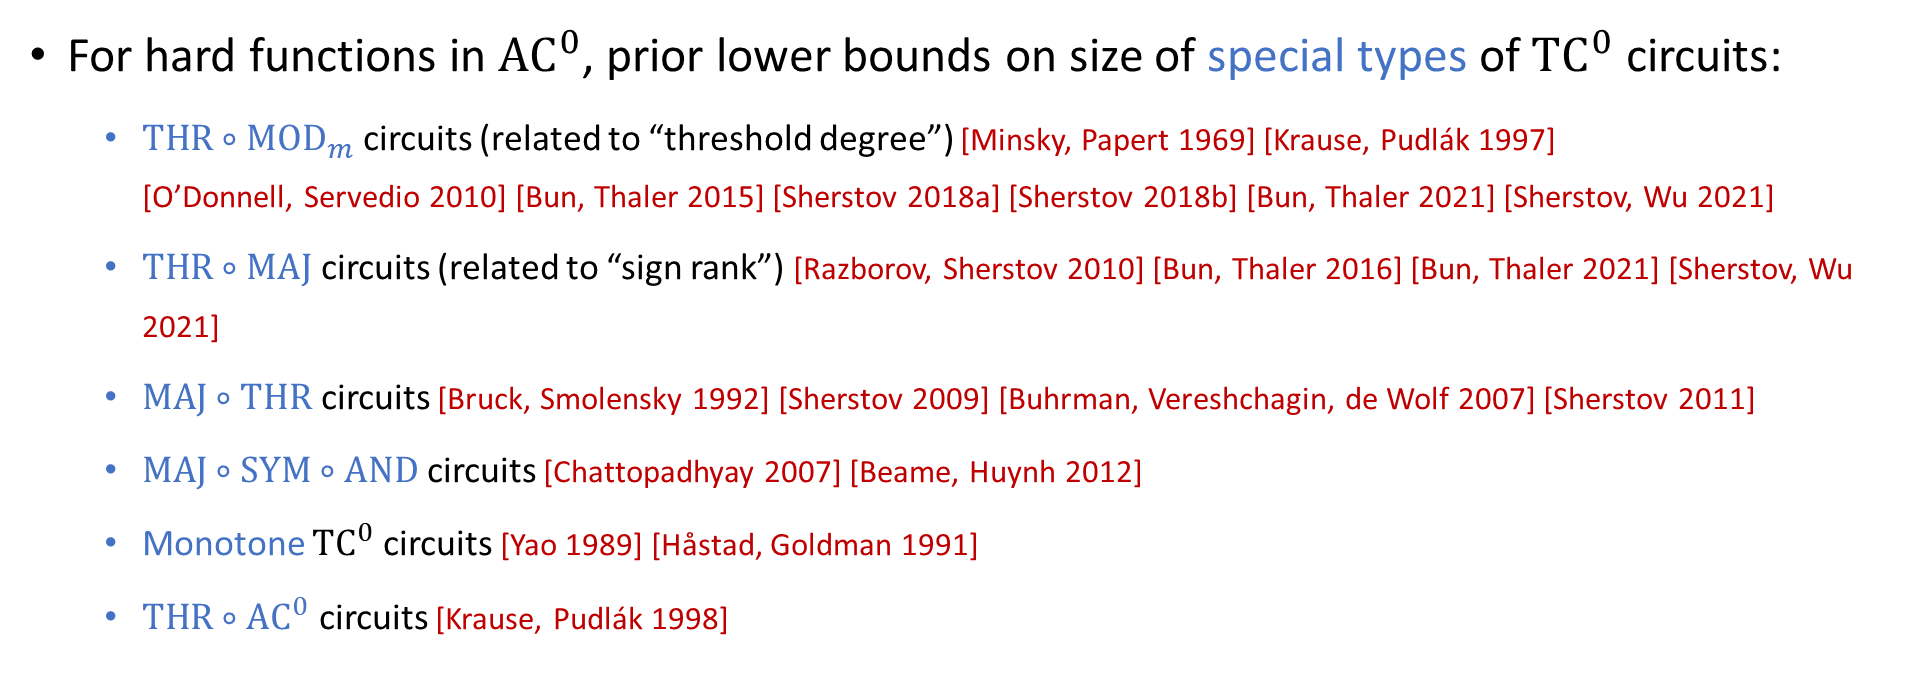 • For hard functions in AC⁰, prior lower bounds on size of special types of TC⁰ circuits:
• THR ∘ MODₘ circuits (related to “threshold degree”) [Minsky, Papert 1969] [Krause, Pudlák 1997]
[O’Donnell, Servedio 2010] [Bun, Thaler 2015] [Sherstov 2018a] [Sherstov 2018b] [Bun, Thaler 2021] [Sherstov, Wu 2021]
• THR ∘ MAJ circuits (related to “sign rank”) [Razborov, Sherstov 2010] [Bun, Thaler 2016] [Bun, Thaler 2021] [Sherstov, Wu
2021]
• MAJ ∘ THR circuits [Bruck, Smolensky 1992] [Sherstov 2009] [Buhrman, Vereshchagin, de Wolf 2007] [Sherstov 2011]
• MAJ ∘ SYM ∘ AND circuits [Chattopadhyay 2007] [Beame, Huynh 2012]
• Monotone TC⁰ circuits [Yao 1989] [Håstad, Goldman 1991]
• THR ∘ AC⁰ circuits [Krause, Pudlák 1998]